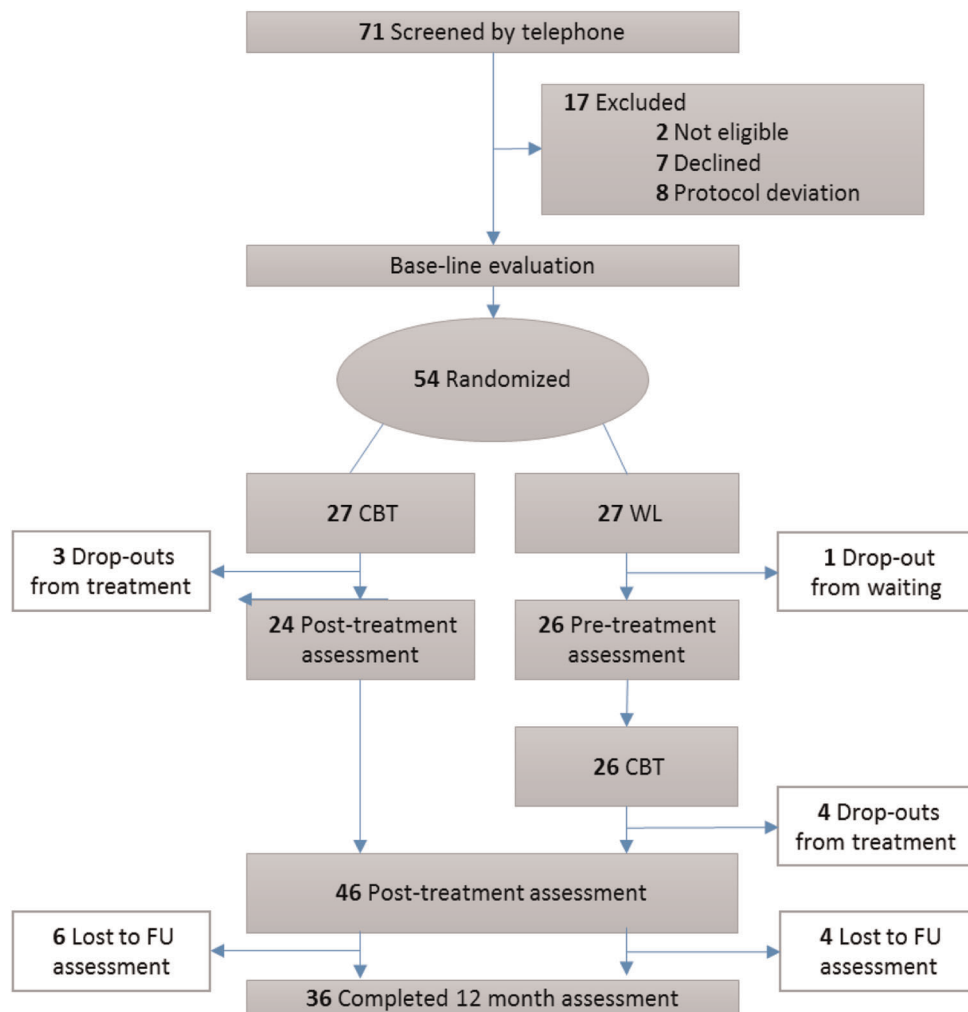 71 Screened by telephone
17 Excluded
2 Not eligible
7 Declined
8 Protocol deviation
Base-line evaluation
54 Randomized
27 CBT
27 WL
3 Drop-outs
from treatment
1 Drop-out
from waiting
24 Post-treatment
assessment
26 Pre-treatment
assessment
26 CBT
4 Drop-outs
from treatment
46 Post-treatment assessment
6 Lost to FU
assessment
4 Lost to FU
assessment
36 Completed 12 month assessment